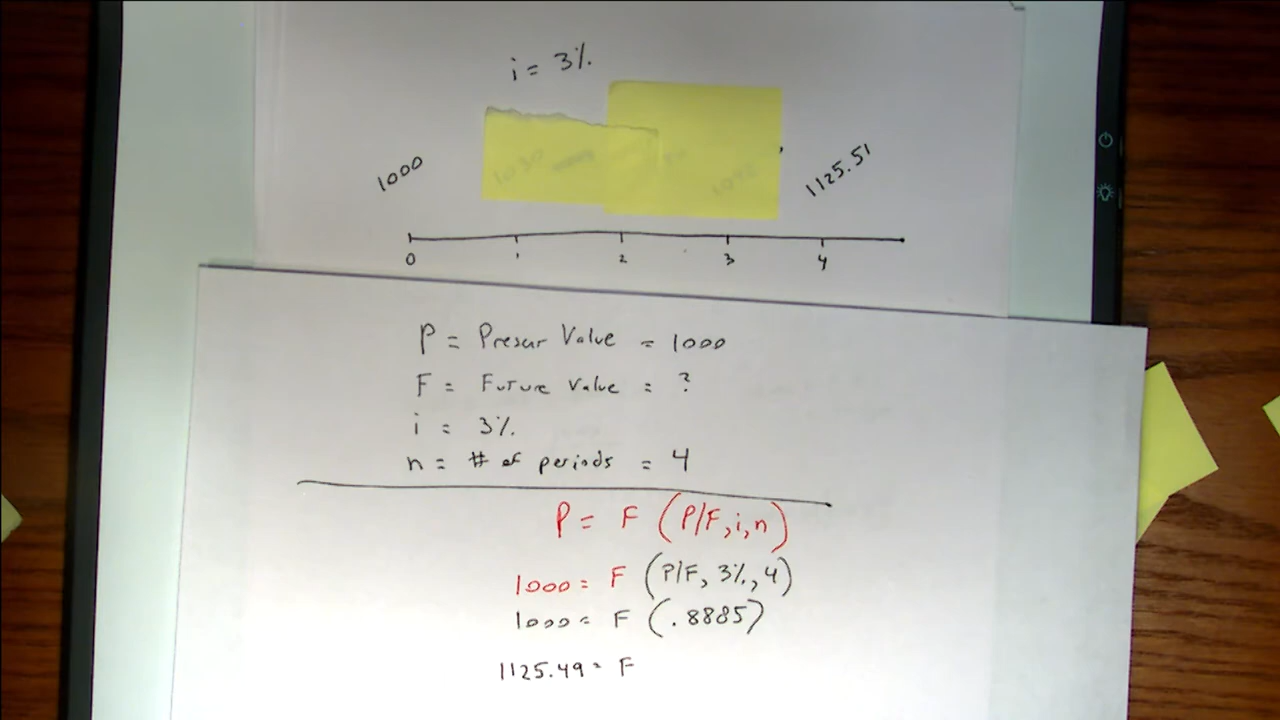 i = 3%
1000
1030
1125.51
0 1 2 3 4
P = Presur Value = 1000
F = Future Value = ?
i = 3%
n = # of periods = 4
P = F (P/F, i, n)
1000 = F (P/F, 3%, 4)
1000 = F (.8885)
1125.49 = F